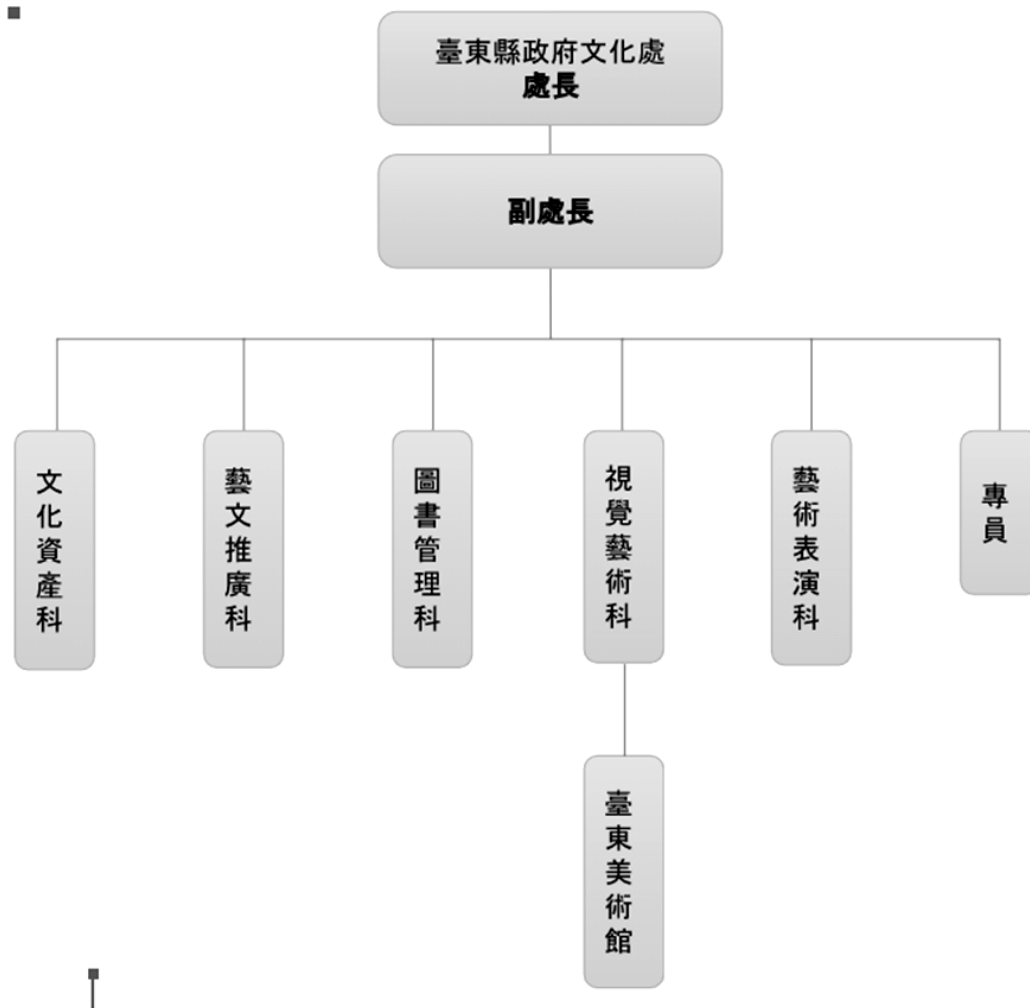 臺東縣政府文化處
處長
副處長
文化資產科
藝文推廣科
圖書管理科
視覺藝術科
藝術表演科
專員
臺東美術館